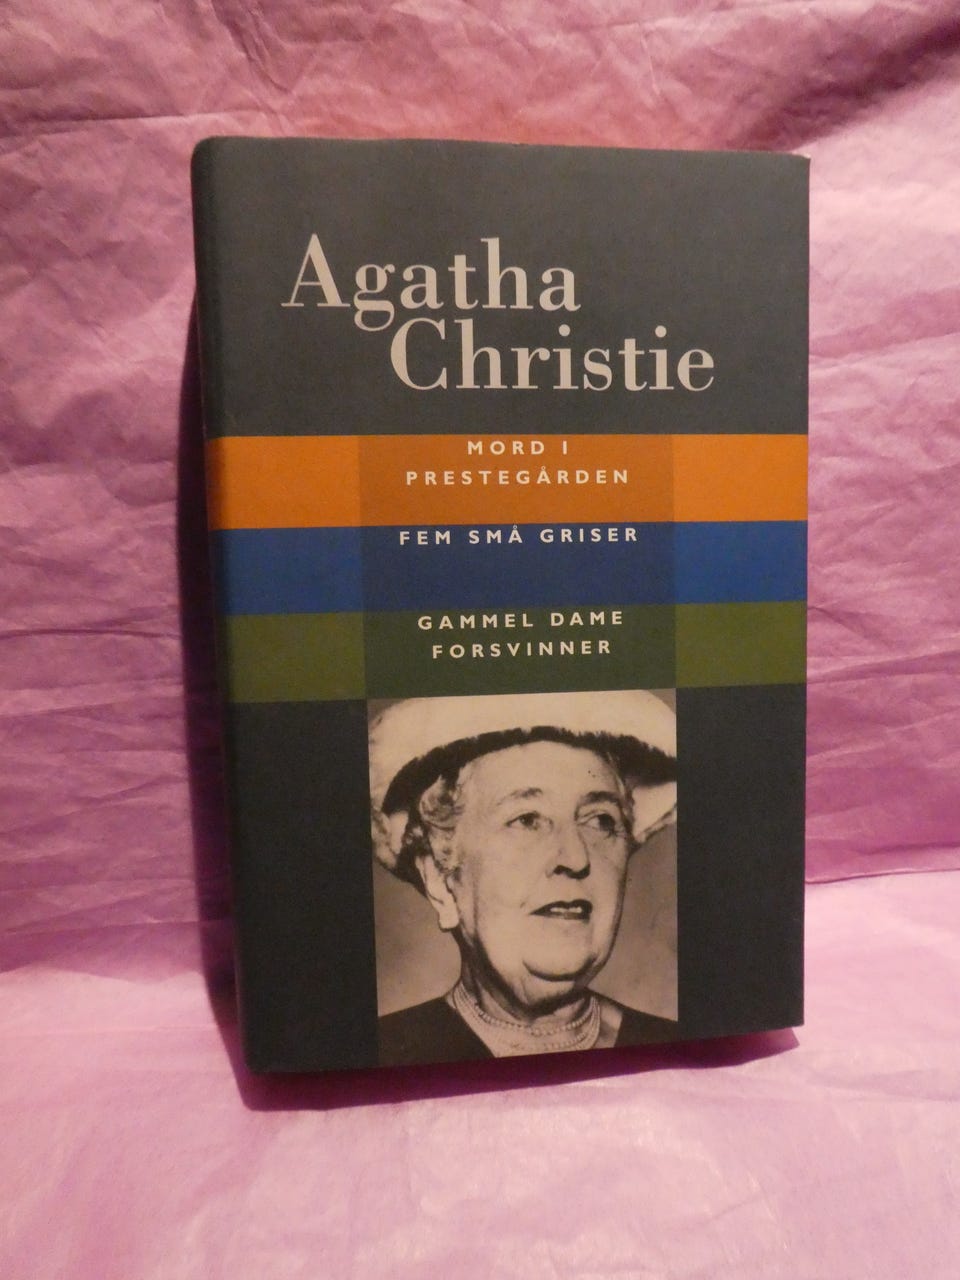 Agatha
Christie
MORD I
PRESTEGÅRDEN
FEM SMÅ GRISER
GAMMEL DAME
FORSVINNER